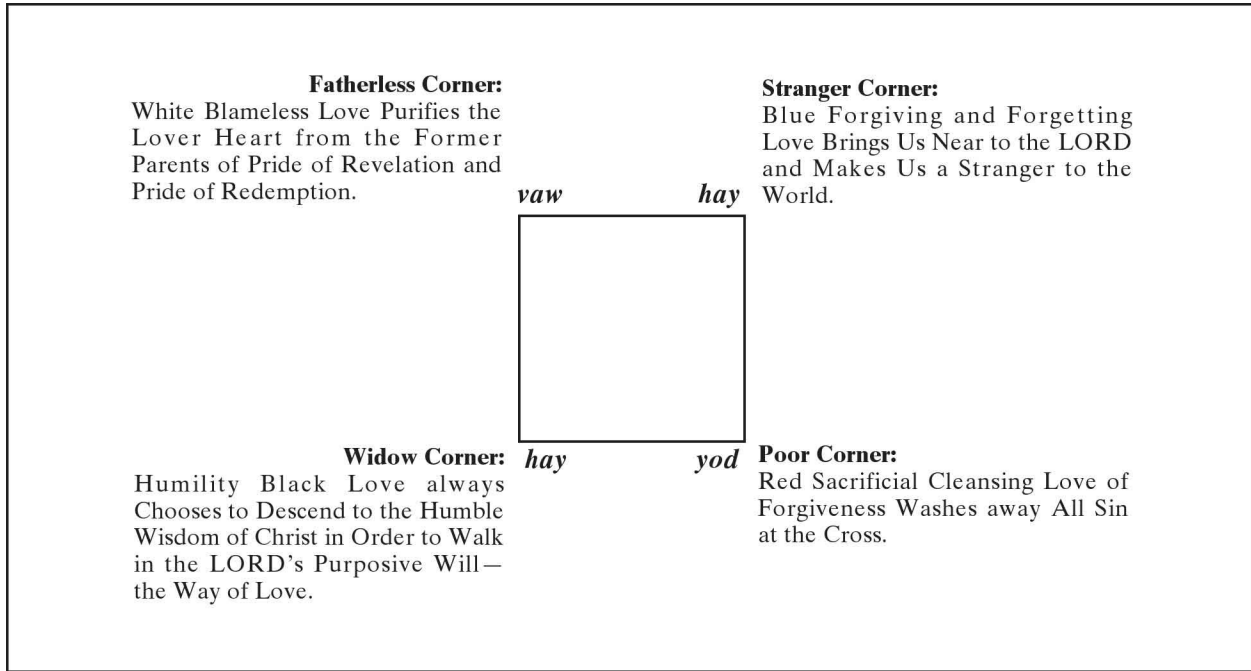 Fatherless Corner:
White Blameless Love Purifies the
Lover Heart from the Former
Parents of Pride of Revelation and
Pride of Redemption.
Stranger Corner:
Blue Forgiving and Forgetting
Love Brings Us Near to the LORD
and Makes Us a Stranger to the
World.
vaw
hay
Widow Corner:
Humility Black Love always
Chooses to Descend to the Humble
Wisdom of Christ in Order to Walk
in the LORD's Purposive Will—
the Way of Love.
hay
yod
Poor Corner:
Red Sacrificial Cleansing Love of
Forgiveness Washes away All Sin
at the Cross.